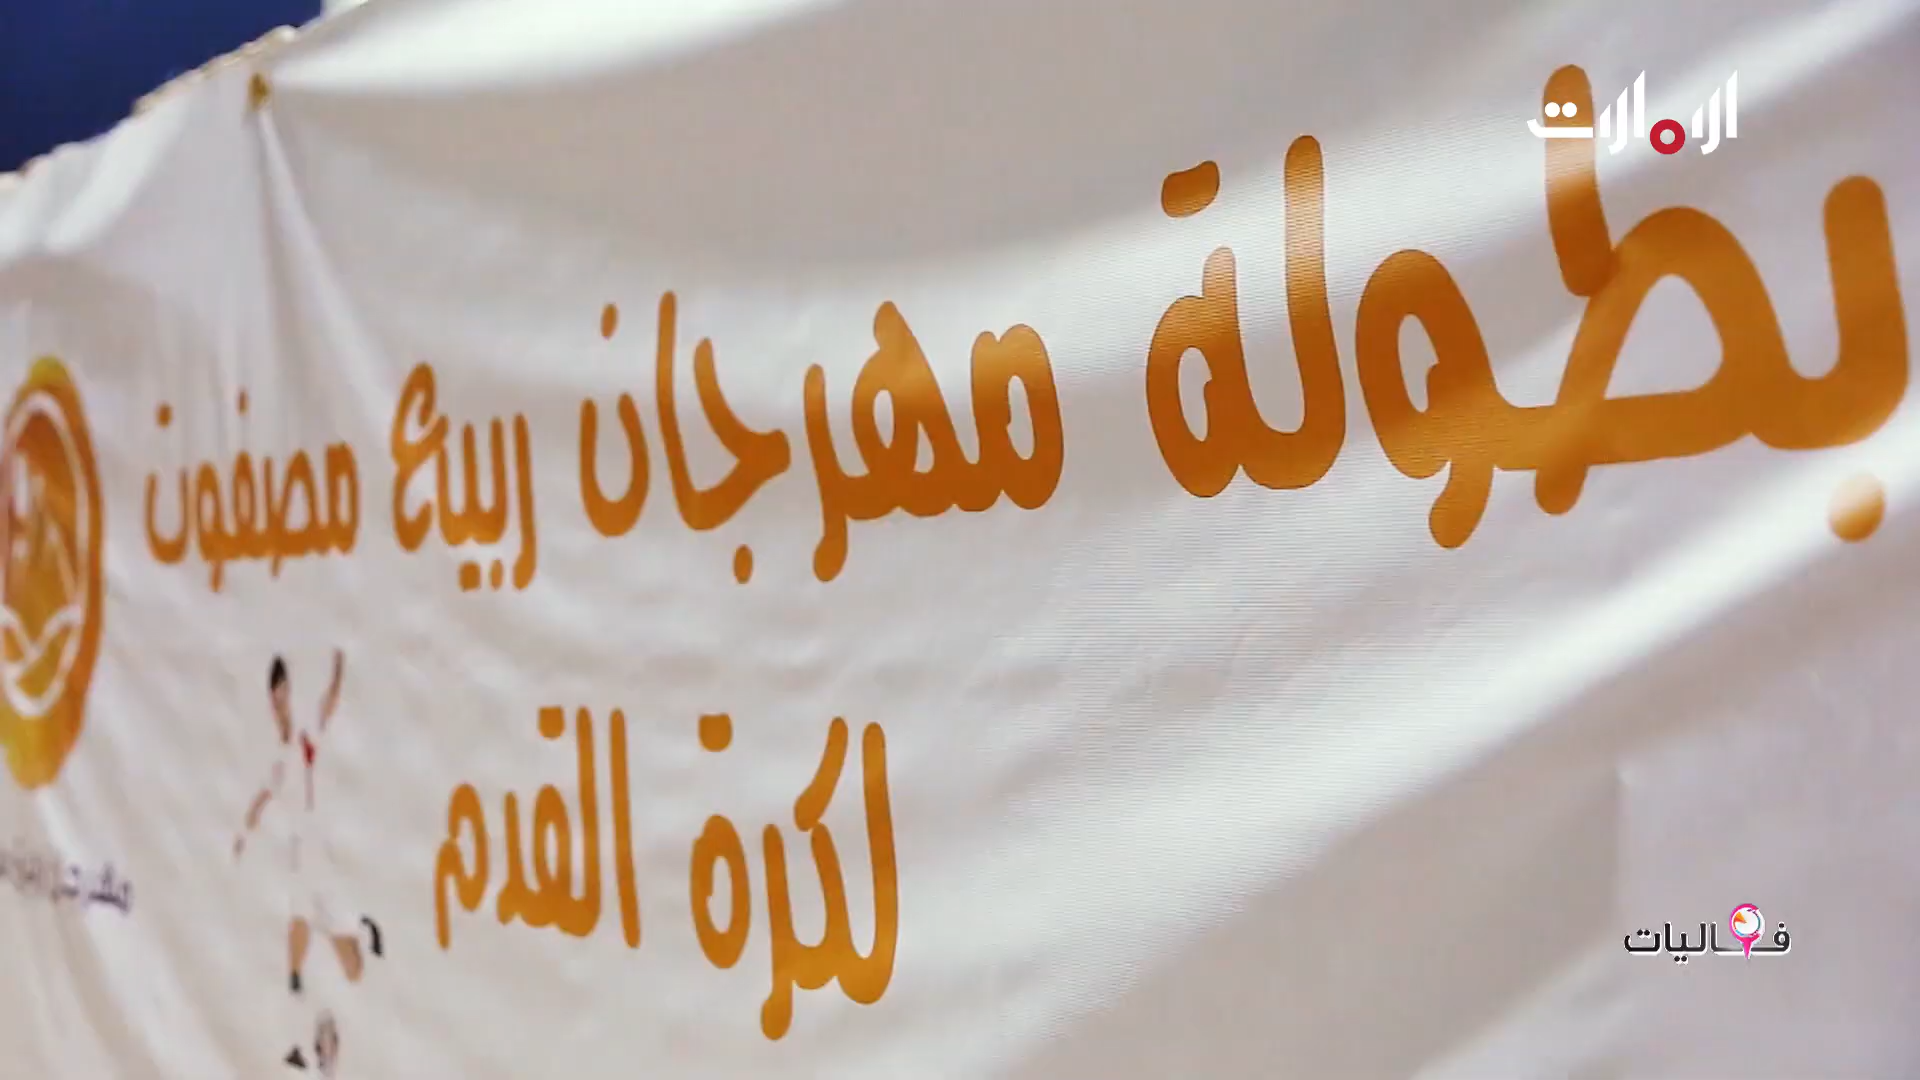 الإمارات
بطولة مهرجان ربيع مصفوت
لكرة القدم
فعاليات